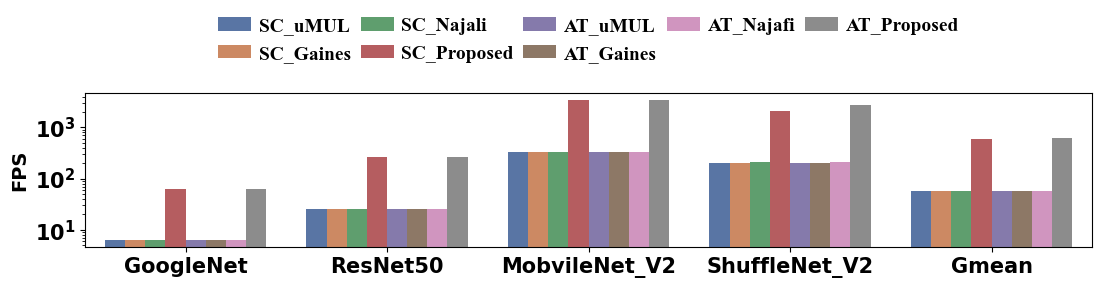 SC_uMUL SC_Najali AT_uMUL AT_Najafi AT_Proposed
SC_Gaines SC_Proposed AT_Gaines
FPS
10³
10²
10¹
GoogleNet ResNet50 MobvileNet_V2 ShuffleNet_V2 Gmean